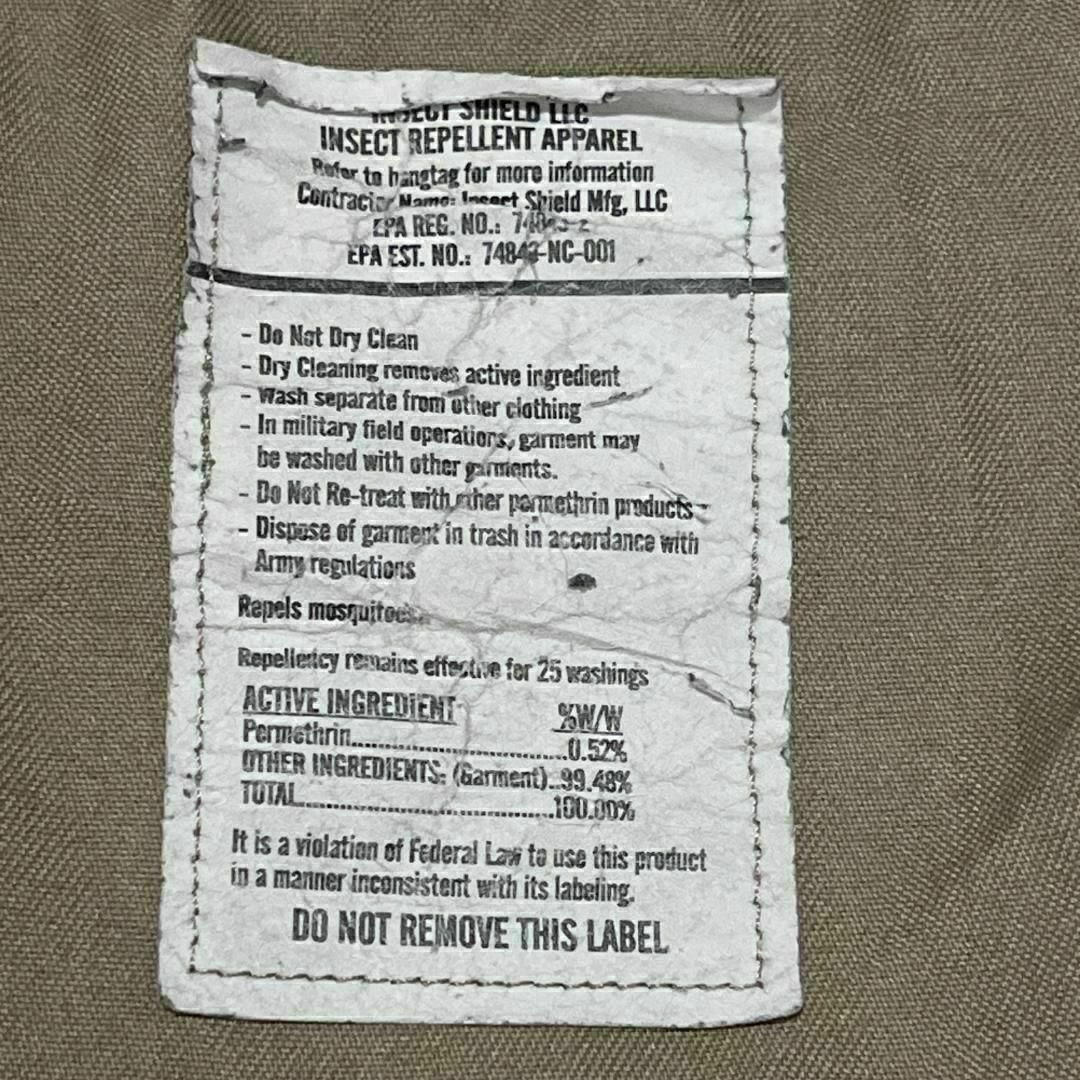 INSECT SHIELD LLC
INSECT REPELLENT APPAREL
Refer to hangtag for more information
Contractor Name: Insect Shield Mfg, LLC
EPA REG. NO.:
EPA EST. NO.: 74843-NC-001
- Do Not Dry Clean
- Dry Cleaning removes active ingredient
- Wash separate from other clothing
- In military field operations, garment may
be washed with other garments.
- Do Not Re-treat with other permethrin products
- Dispose of garment in trash in accordance with
Army regulations
Repels mosquitoes.
Repellency remains effective for 25 washings
ACTIVE INGREDIENT %W/W
Permethrin..............................0.52%
OTHER INGREDIENTS: (Garment)..99.48%
TOTAL...................................100.00%
It is a violation of Federal Law to use this product
in a manner inconsistent with its labeling.
DO NOT REMOVE THIS LABEL